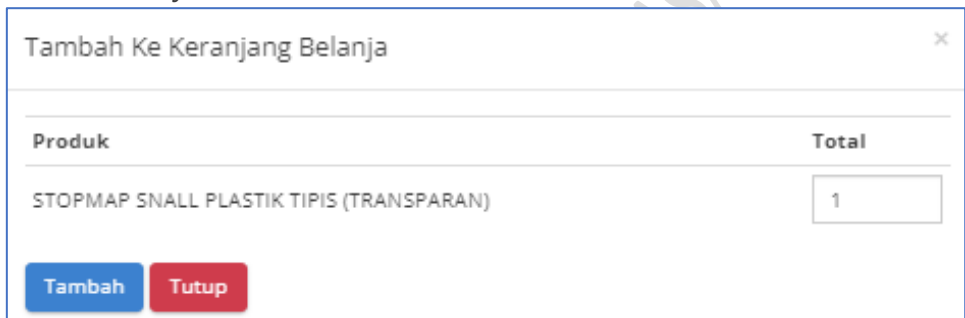 Tambah Ke Keranjang Belanja ×
Produk Total
STOPMAP SNALL PLASTIK TIPIS (TRANSPARAN) 1
Tambah Tutup